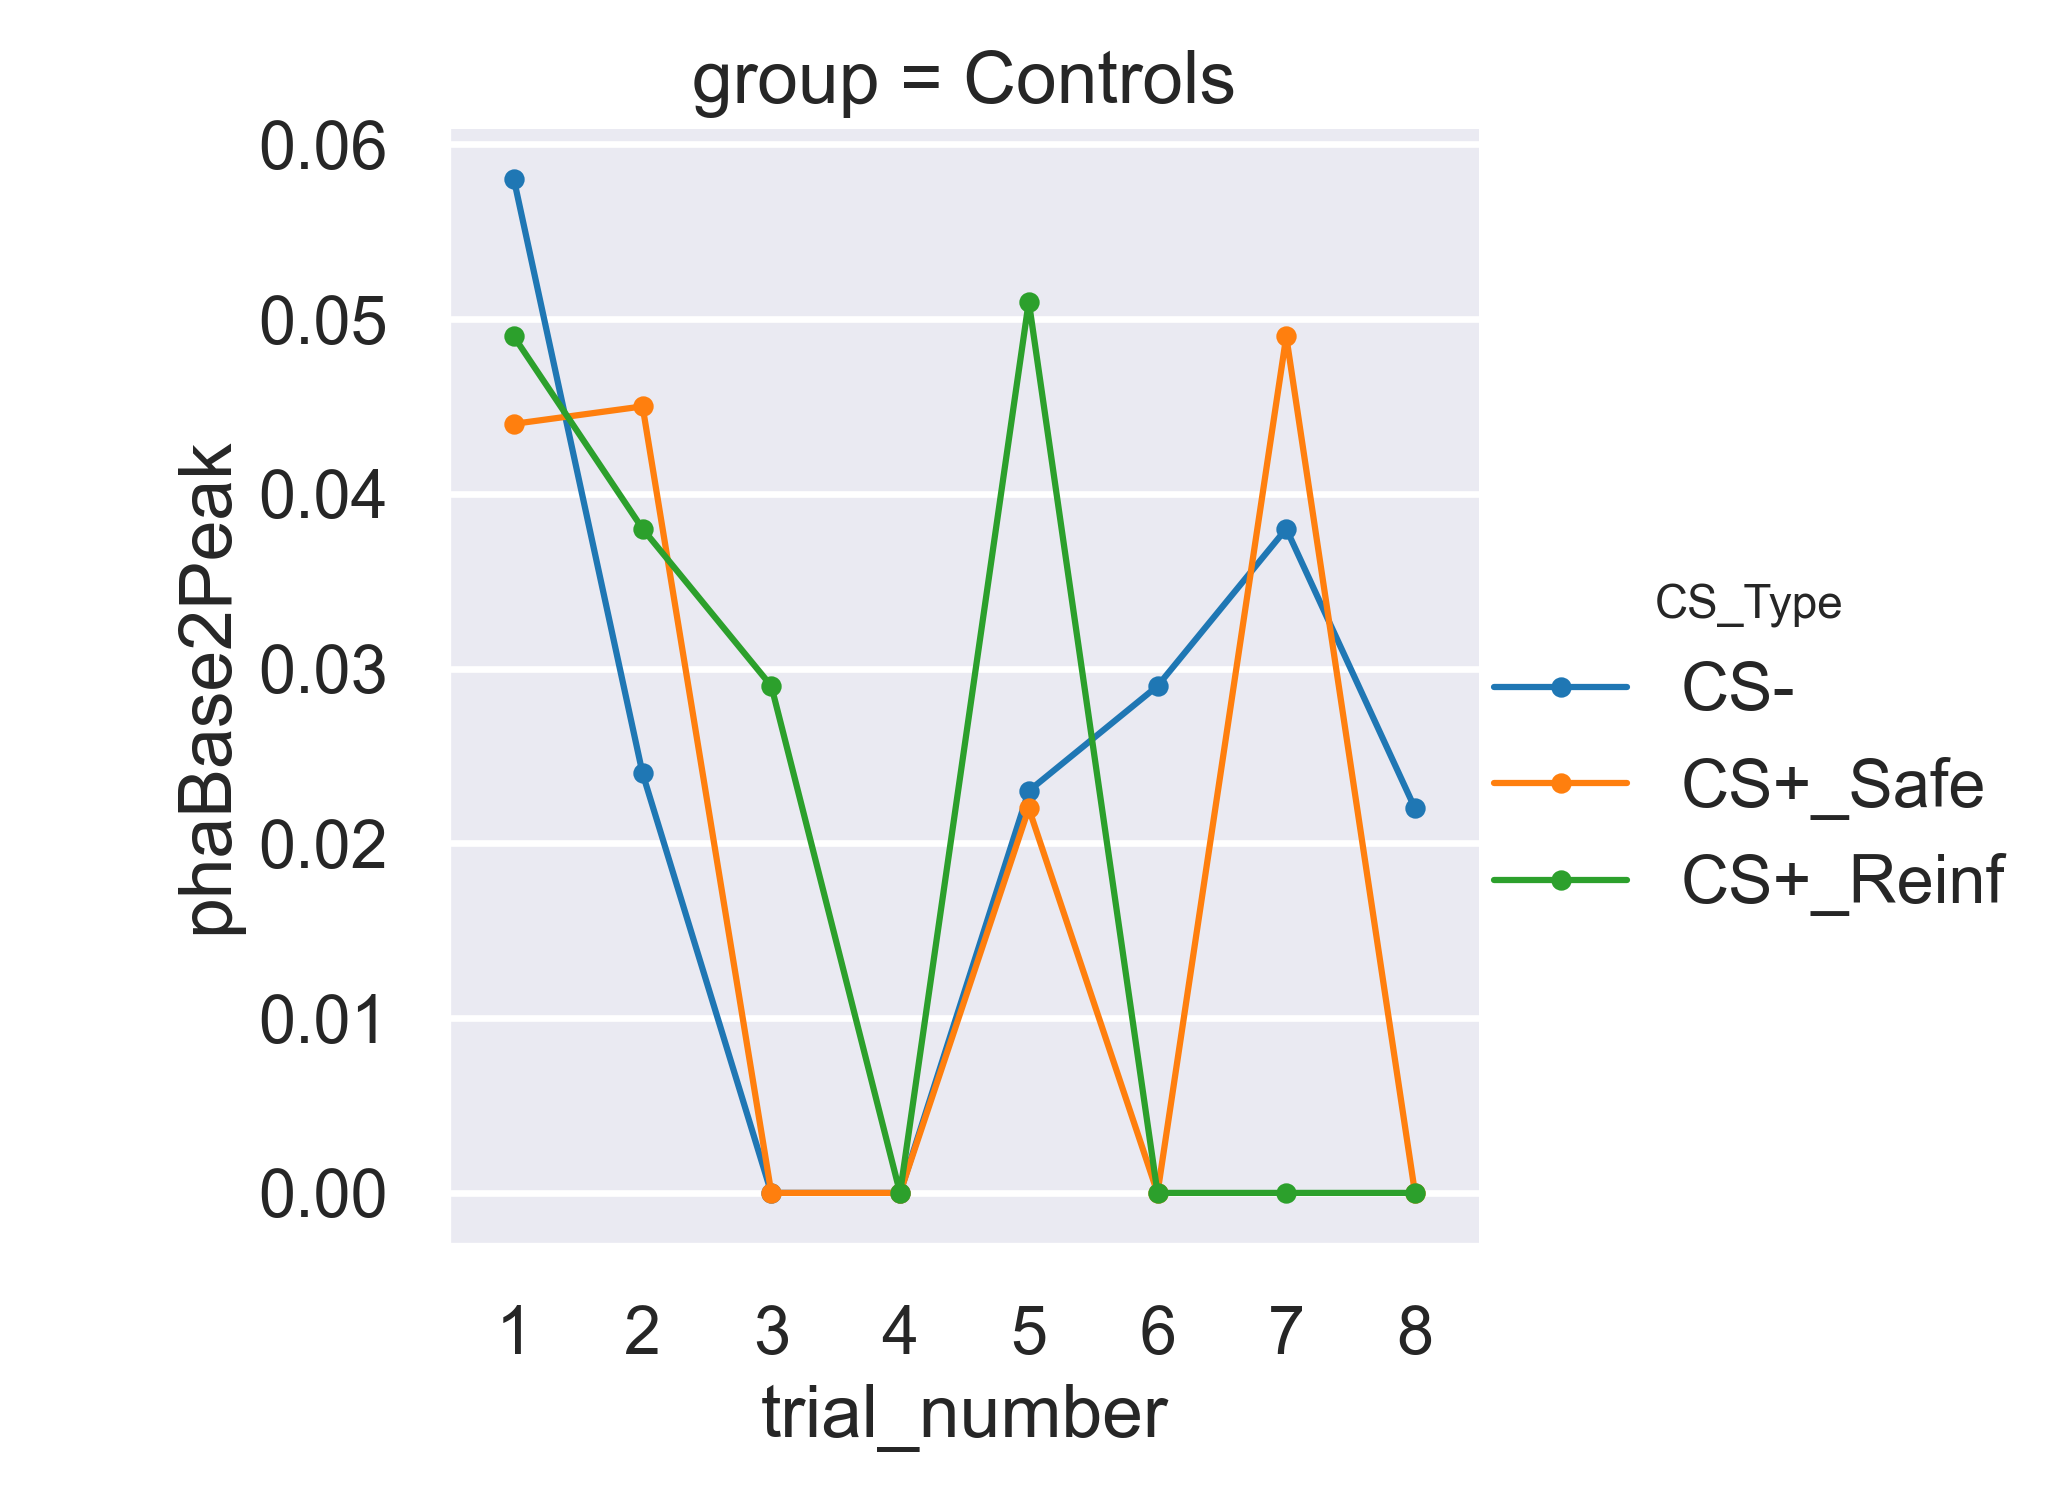 group = Controls
0.06
0.05
0.04
0.03
0.02
0.01
0.00
phaBase2Peak
1 2 3 4 5 6 7 8
trial_number
CS_Type
CS-
CS+_Safe
CS+_Reinf